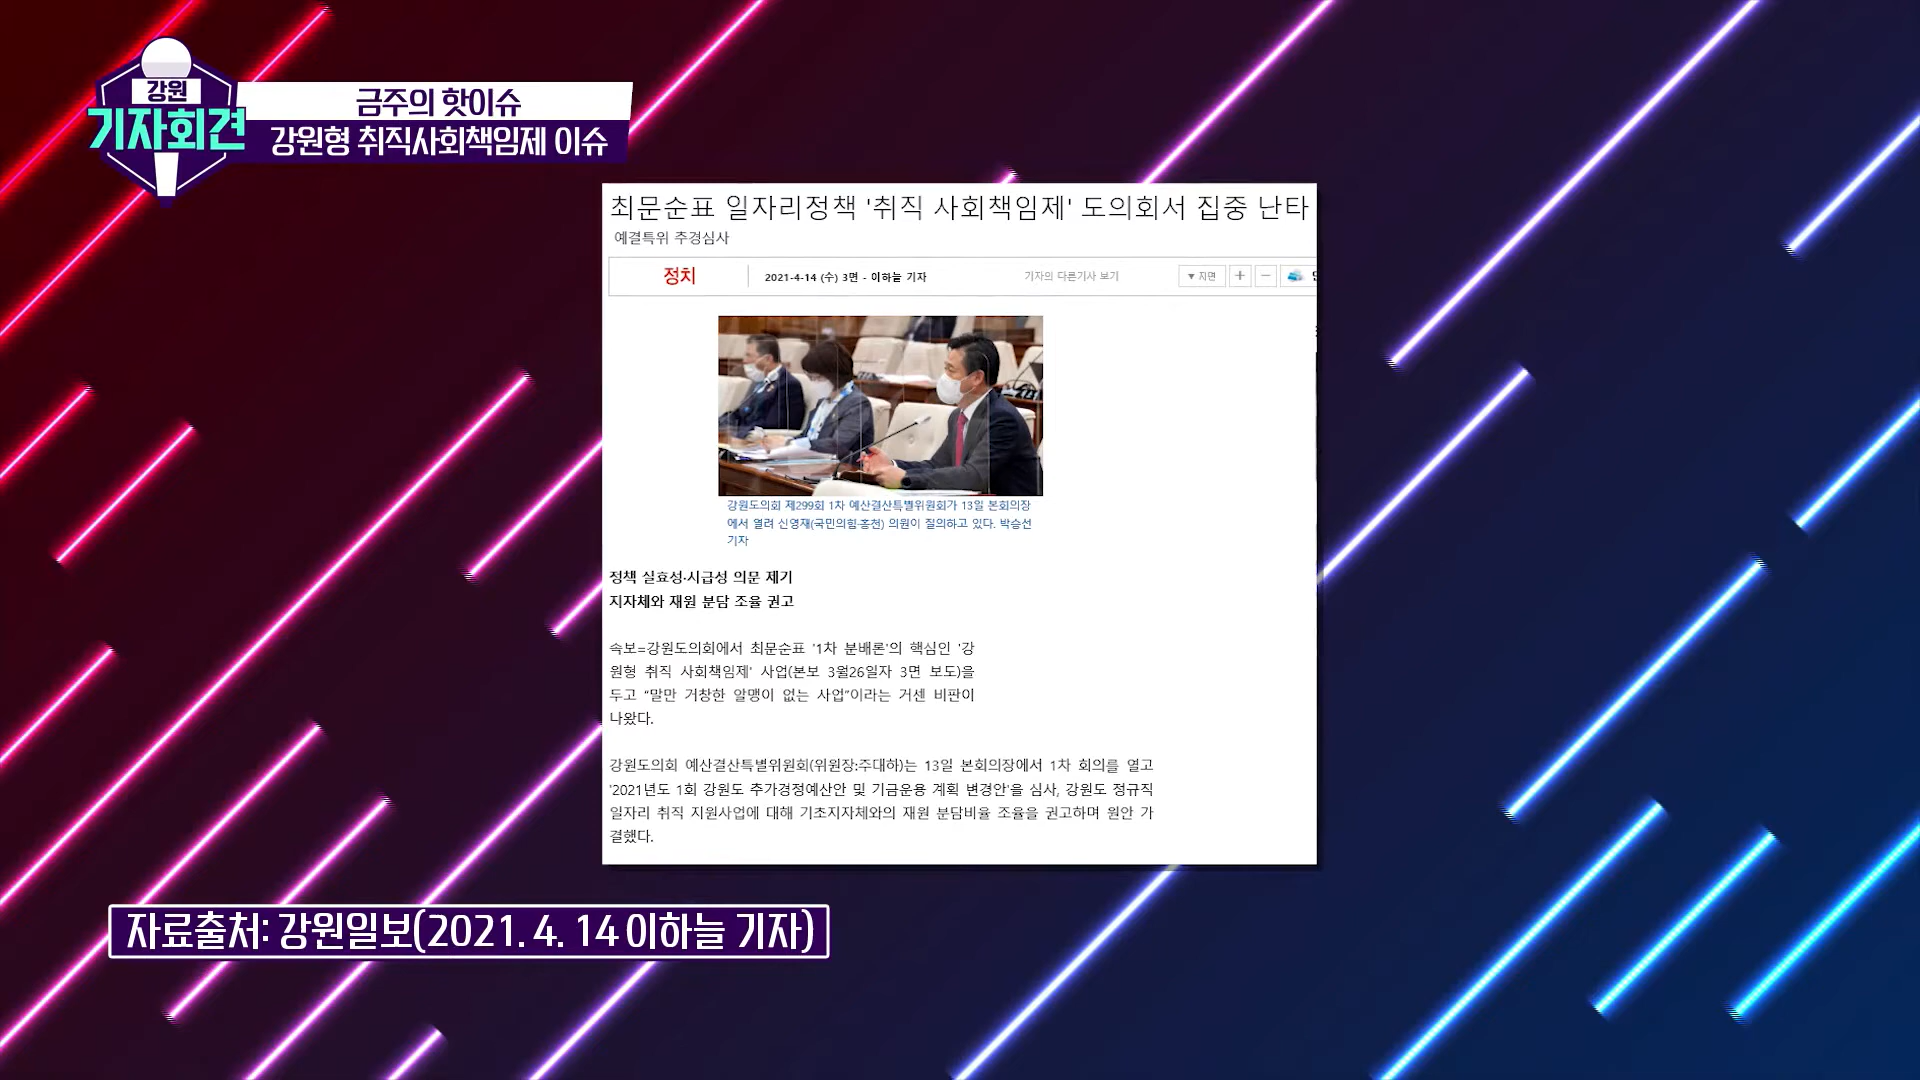 강원
기자회견
금주의 핫이슈
강원형 취직사회책임제 이슈
최문순표 일자리정책 '취직 사회책임제' 도의회서 집중 난타
예결특위 추경심사
정치
2021-4-14 (수) 3면 - 이하늘 기자
기자의 다른기사 보기
▼지면
강원도의회 제299회 1차 예산결산특별위원회가 13일 본회의장
에서 열려 신영재(국민의힘·홍천) 의원이 질의하고 있다. 박승선
기자
정책 실효성·시급성 의문 제기
지자체와 재원 분담 조율 권고
속보=강원도의회에서 최문순표 '1차 분배론'의 핵심인 '강
원형 취직 사회책임제' 사업(본보 3월26일자 3면 보도)을
두고 “말만 거창한 알맹이 없는 사업”이라는 거센 비판이
나왔다.
강원도의회 예산결산특별위원회(위원장:주대하)는 13일 본회의장에서 1차 회의를 열고
'2021년도 1회 강원도 추가경정예산안 및 기금운용 계획 변경안'을 심사, 강원도 정규직
일자리 취직 지원사업에 대해 기초지자체와의 재원 분담비율 조율을 권고하며 원안 가
결했다.
자료출처: 강원일보(2021. 4. 14 이하늘 기자)